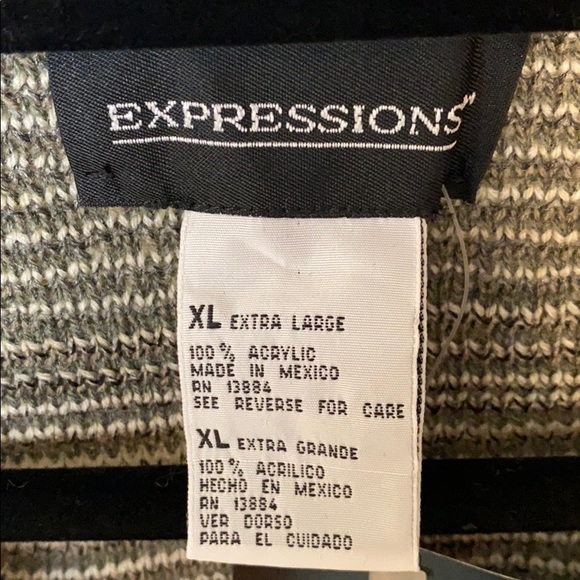 EXPRESSIONS
XL EXTRA LARGE
100% ACRYLIC
MADE IN MEXICO
RN 13884
SEE REVERSE FOR CARE
XL EXTRA GRANDE
100% ACRILICO
HECHO EN MEXICO
RN 13884
VER DORSO
PARA EL CUIDADO